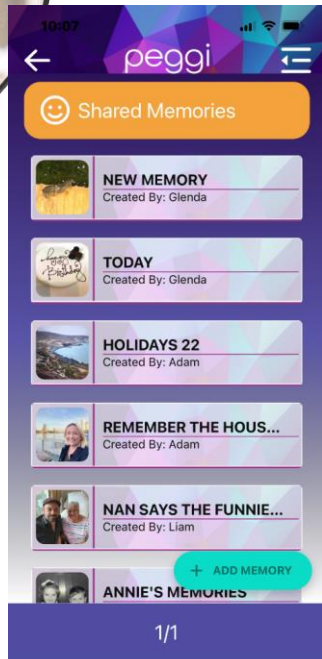 10:07
peggi
Shared Memories
NEW MEMORY
Created By: Glenda
TODAY
Created By: Glenda
HOLIDAYS 22
Created By: Adam
REMEMBER THE HOUS...
Created By: Adam
NAN SAYS THE FUNNIE...
Created By: Liam
+ ADD MEMORY
ANNIE'S MEMORIES
1/1